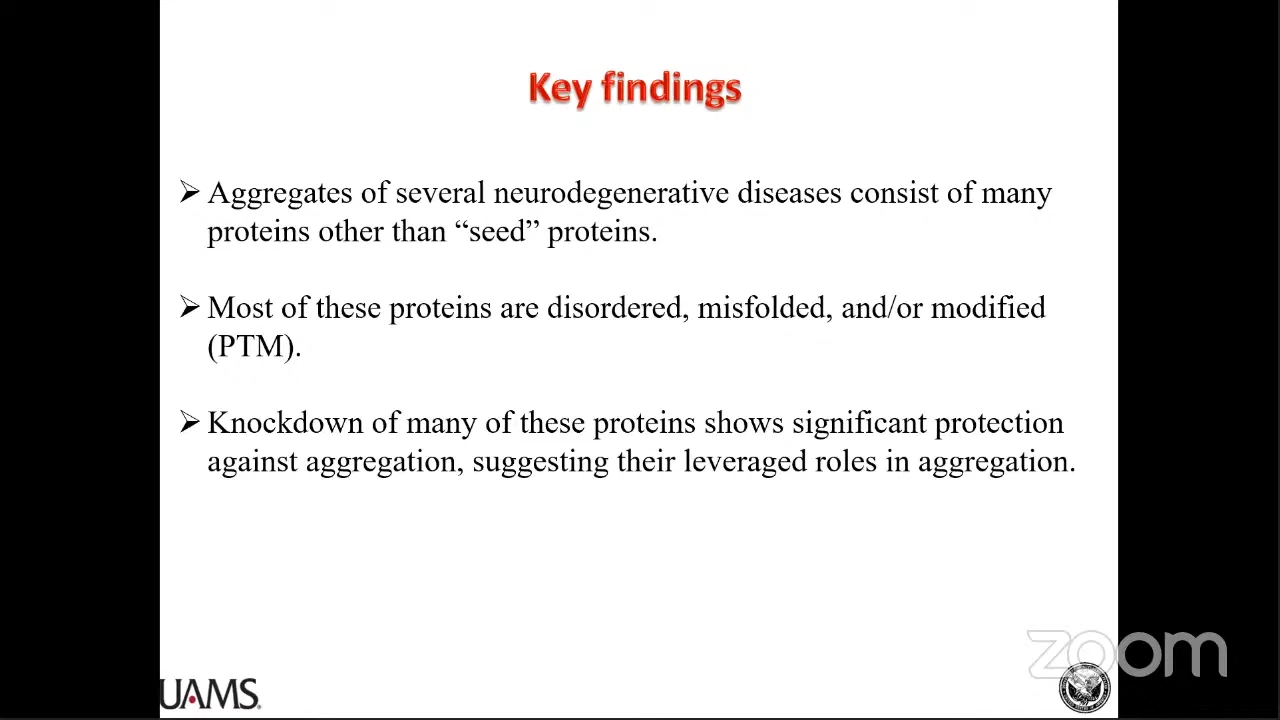 Key findings
➢ Aggregates of several neurodegenerative diseases consist of many
proteins other than “seed” proteins.
➢ Most of these proteins are disordered, misfolded, and/or modified
(PTM).
➢ Knockdown of many of these proteins shows significant protection
against aggregation, suggesting their leveraged roles in aggregation.
zoom
UAMS